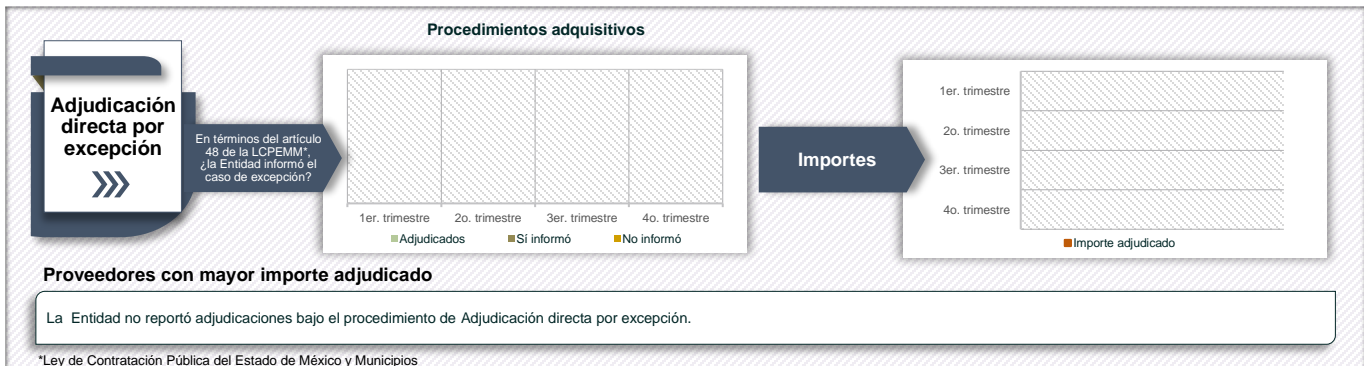 Procedimientos adquisitivos
Adjudicación
directa por
excepción
En términos del artículo
48 de la LCPEMM*,
¿la Entidad informó el
caso de excepción?
1er. trimestre 2o. trimestre 3er. trimestre 4o. trimestre
Adjudicados Sí informó No informó
Importes
1er. trimestre
2o. trimestre
3er. trimestre
4o. trimestre
Importe adjudicado
Proveedores con mayor importe adjudicado
La Entidad no reportó adjudicaciones bajo el procedimiento de Adjudicación directa por excepción.
*Ley de Contratación Pública del Estado de México y Municipios